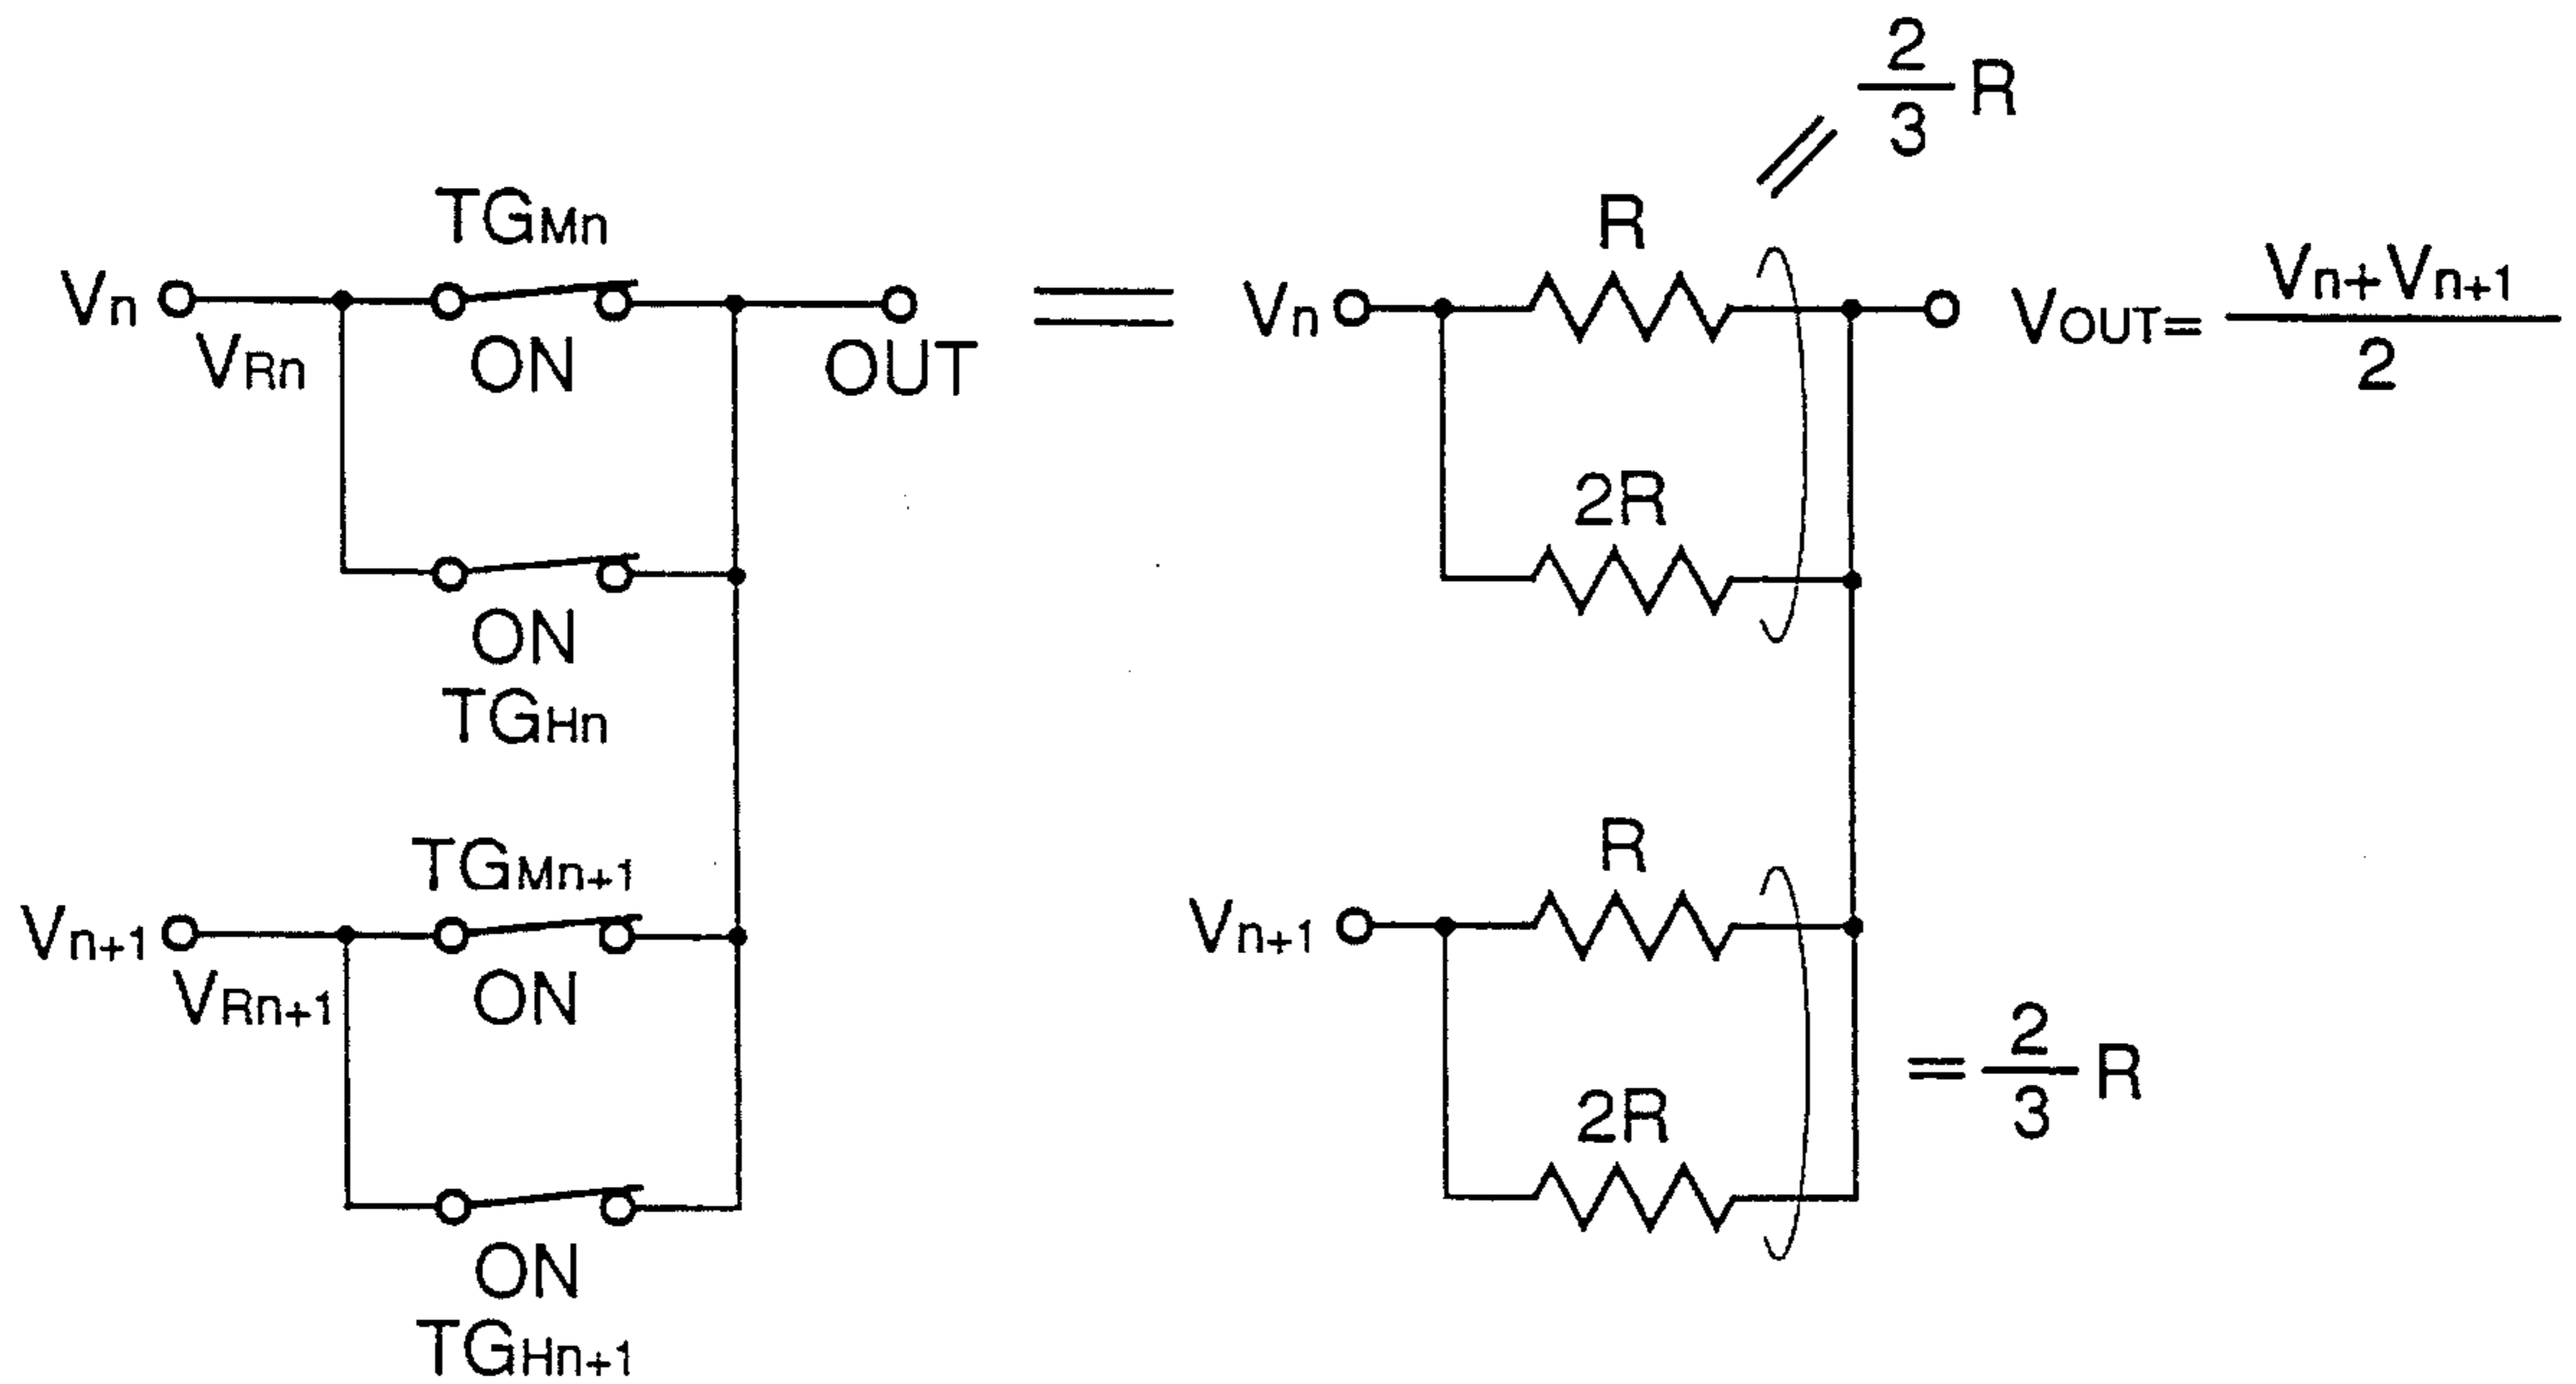 TGMn
Vn
VRn
ON
OUT
ON
TGHn
TGMn+1
Vn+1
VRn+1
ON
ON
TGHn+1
=
// 2/3 R
R
Vn
VOUT= Vn+Vn+1 / 2
2R
R
Vn+1
2R
= 2/3 R